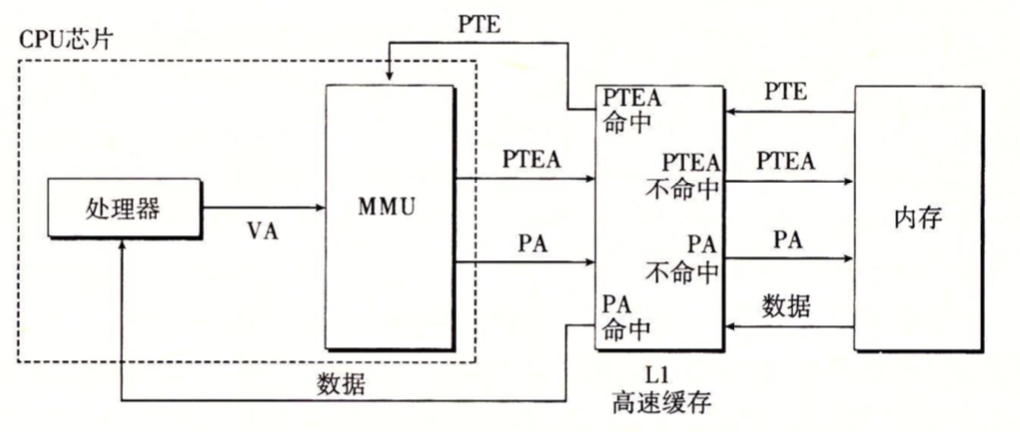 CPU芯片
PTE
PTEA
命中
PTE
PTEA
PTEA
不命中
PTEA
处理器
VA
MMU
内存
PA
PA
不命中
PA
PA
命中
数据
数据
L1
高速缓存